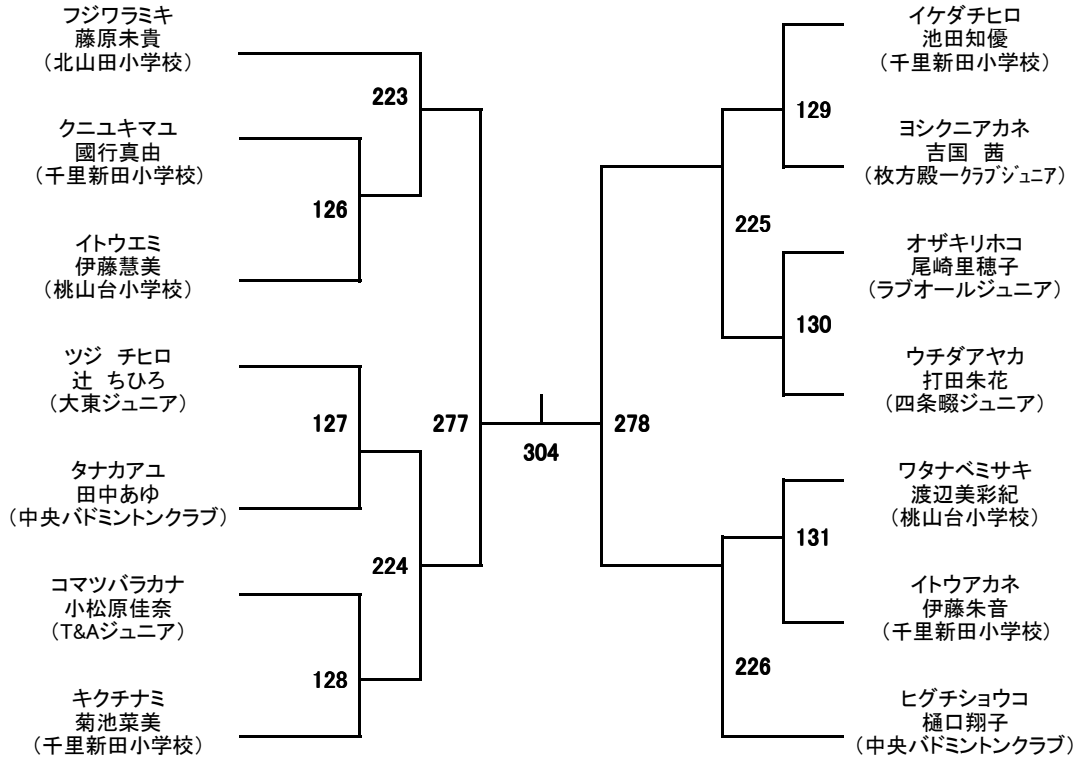 フジワラミキ
藤原未貴
（北山田小学校）
クニユキマユ
國行真由
（千里新田小学校）
イトウエミ
伊藤慧美
（桃山台小学校）
ツジ　チヒロ
辻　ちひろ
（大東ジュニア）
タナカアユ
田中あゆ
（中央バドミントンクラブ）
コマツバラカナ
小松原佳奈
（T&Aジュニア）
キクチナミ
菊池菜美
（千里新田小学校）
223
126
127
224
128
277
304
278
129
225
130
131
226
イケダチヒロ
池田知優
（千里新田小学校）
ヨシクニアカネ
吉国　茜
（枚方殿一クラブジュニア）
オザキリホコ
尾崎里穂子
（ラブオールジュニア）
ウチダアヤカ
打田朱花
（四条畷ジュニア）
ワタナベミサキ
渡辺美彩紀
（桃山台小学校）
イトウアカネ
伊藤朱音
（千里新田小学校）
ヒグチショウコ
樋口翔子
（中央バドミントンクラブ）